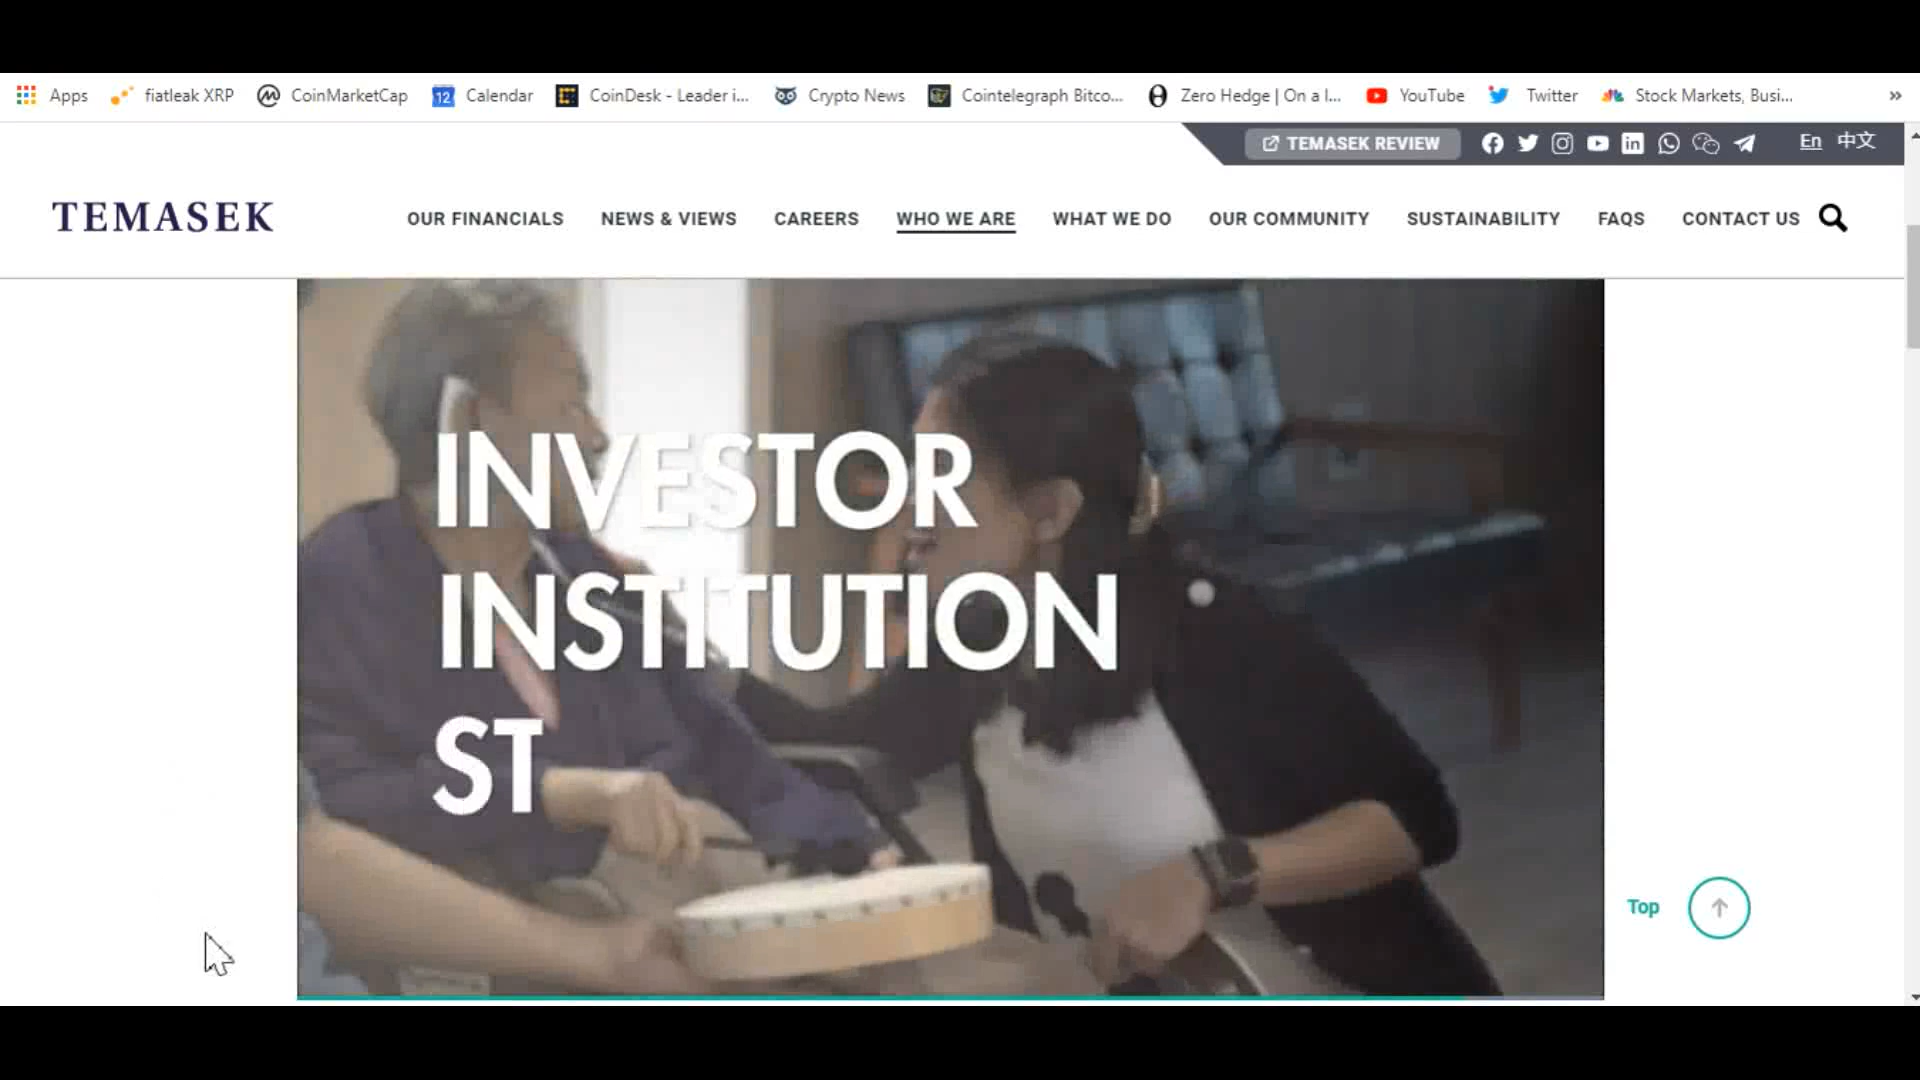 Apps fiatleak XRP CoinMarketCap 12 Calendar CoinDesk - Leader i... Crypto News Cointelegraph Bitco... Zero Hedge | On a l... YouTube Twitter Stock Markets, Busi... »
TEMASEK REVIEW En 中文
TEMASEK OUR FINANCIALS NEWS & VIEWS CAREERS WHO WE ARE WHAT WE DO OUR COMMUNITY SUSTAINABILITY FAQS CONTACT US
INVESTOR
INSTITUTION
ST
Top